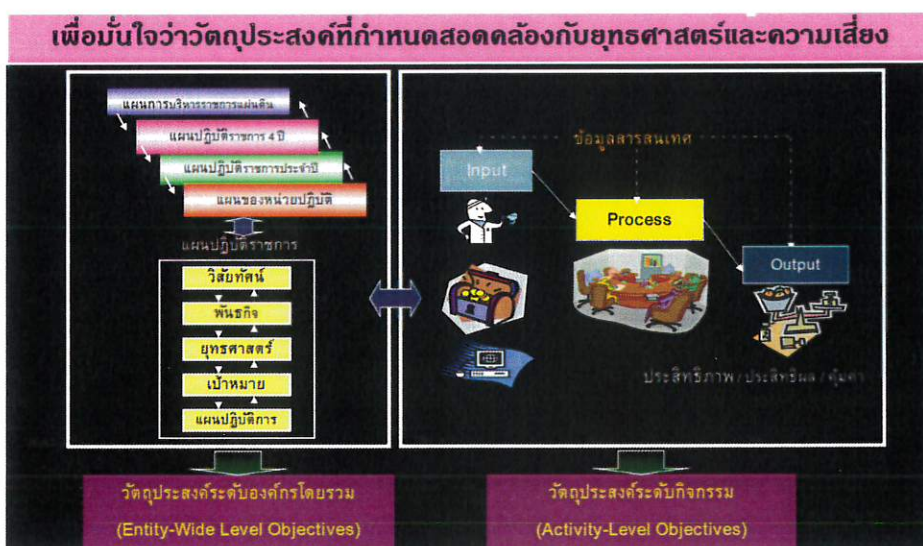 เพื่อมั่นใจว่าวัตถุประสงค์ที่กำหนดสอดคล้องกับยุทธศาสตร์และความเสี่ยง
แผนการบริหารราชการแผ่นดิน
แผนปฏิบัติราชการ 4 ปี
แผนปฏิบัติราชการประจำปี
แผนของหน่วยปฏิบัติ
แผนปฏิบัติราชการ
วิสัยทัศน์
พันธกิจ
ยุทธศาสตร์
เป้าหมาย
แผนปฏิบัติการ
ข้อมูลสารสนเทศ
Input
Process
Output
ประสิทธิภาพ / ประสิทธิผล / คุ้มค่า
วัตถุประสงค์ระดับองค์กรโดยรวม
(Entity-Wide Level Objectives)
วัตถุประสงค์ระดับกิจกรรม
(Activity-Level Objectives)